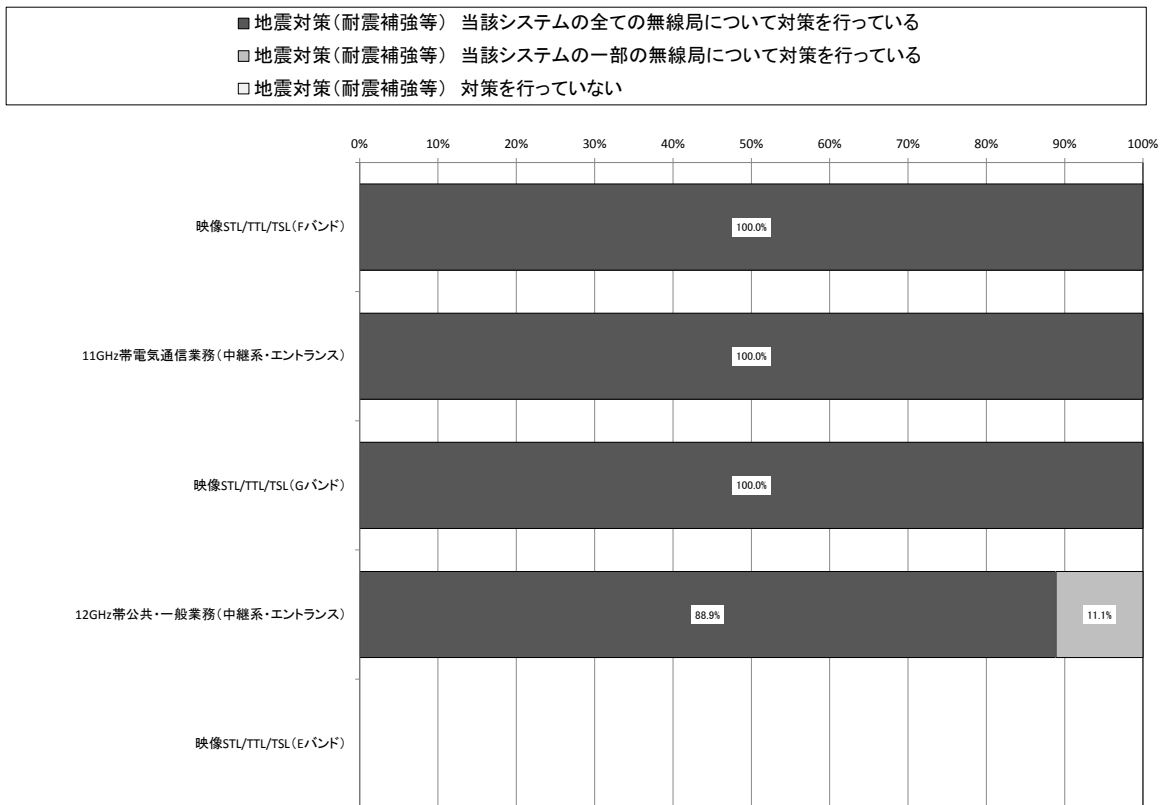 ■地震対策(耐震補強等) 当該システムの全ての無線局について対策を行っている
■地震対策(耐震補強等) 当該システムの一部の無線局について対策を行っている
□地震対策(耐震補強等) 対策を行っていない
0% 10% 20% 30% 40% 50% 60% 70% 80% 90% 100%
映像STL/TTL/TSL(Fバンド)
100.0%
11GHz帯電気通信業務(中継系・エントランス)
100.0%
映像STL/TTL/TSL(Gバンド)
100.0%
12GHz帯公共・一般業務(中継系・エントランス)
88.9% 11.1%
映像STL/TTL/TSL(Eバンド)